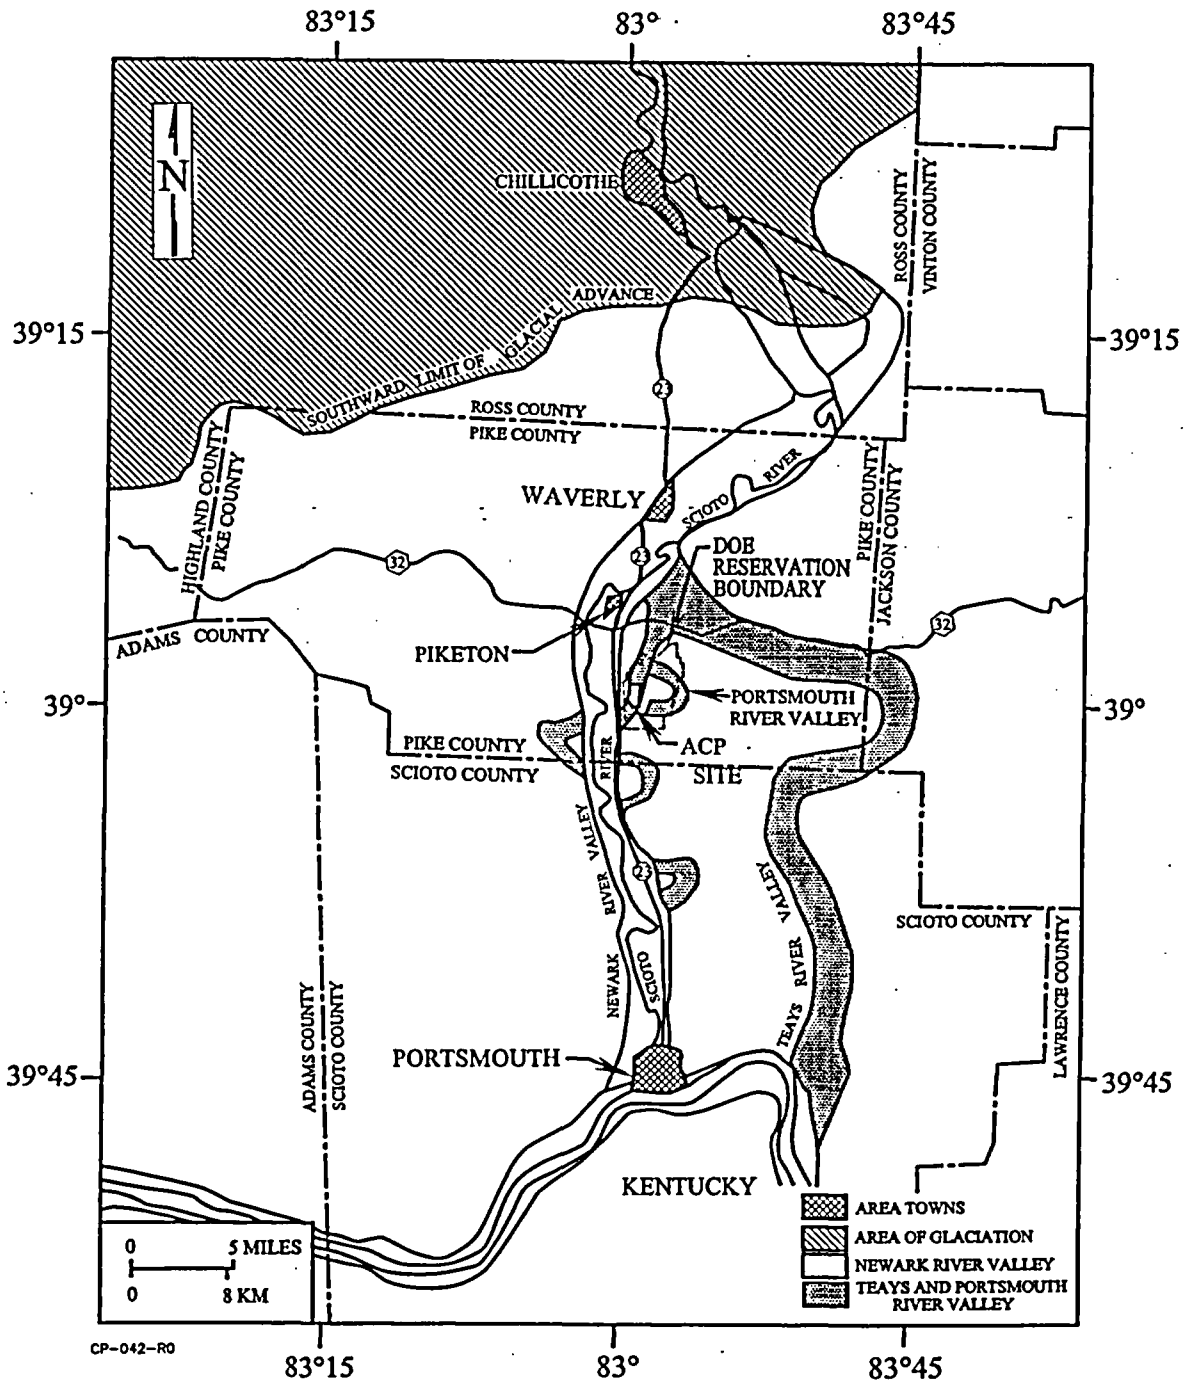 83°15
83°
83°45
N
CHILLICOTHE
ROSS COUNTY
VINTON COUNTY
SOUTHWARD LIMIT OF GLACIAL ADVANCE
39°15
39°15
23
ROSS COUNTY
PIKE COUNTY
HIGHLAND COUNTY
PIKE COUNTY
WAVERLY
SCIOTO RIVER
PIKE COUNTY
JACKSON COUNTY
23
DOE
RESERVATION
BOUNDARY
32
32
ADAMS COUNTY
PIKETON
PORTSMOUTH
RIVER VALLEY
39°
39°
ACP
SITE
PIKE COUNTY
SCIOTO COUNTY
RIVER
NEWARK RIVER VALLEY
23
SCIOTO
TEAYS RIVER VALLEY
SCIOTO COUNTY
LAWRENCE COUNTY
ADAMS COUNTY
SCIOTO COUNTY
PORTSMOUTH
39°45
39°45
KENTUCKY
AREA TOWNS
AREA OF GLACIATION
NEWARK RIVER VALLEY
TEAYS AND PORTSMOUTH
RIVER VALLEY
0 5 MILES
0 8 KM
CP-042-R0
83°15
83°
83°45